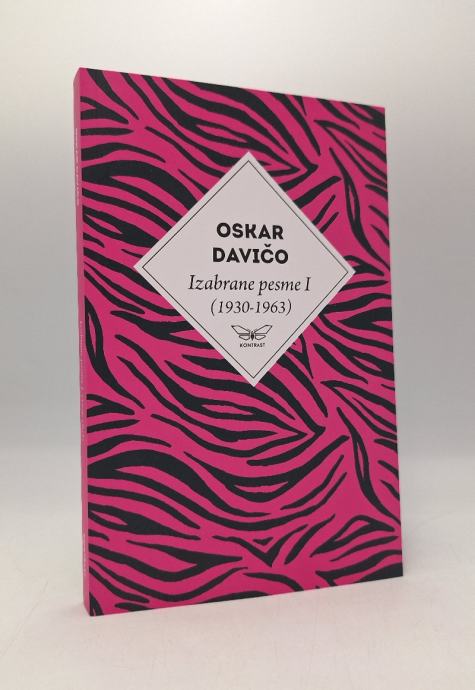 OSKAR
DAVIČO
Izabrane pesme I
(1930-1963)
KONTRAST